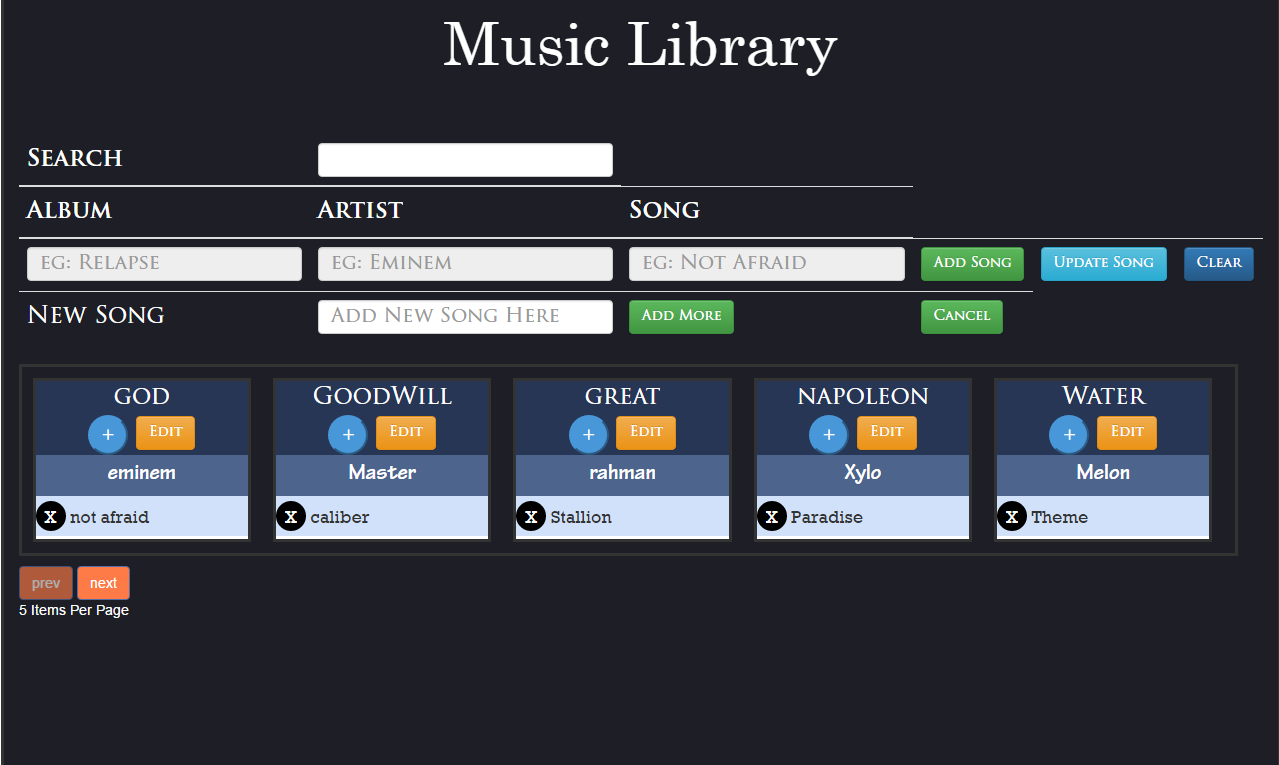 Music Library
Search
Album Artist Song
eg: Relapse eg: Eminem eg: Not Afraid Add Song Update Song Clear
New Song Add New Song Here Add More Cancel
god GoodWill great napoleon Water
+ Edit + Edit + Edit + Edit + Edit
eminem Master rahman Xylo Melon
X not afraid X caliber X Stallion X Paradise X Theme
prev next
5 Items Per Page